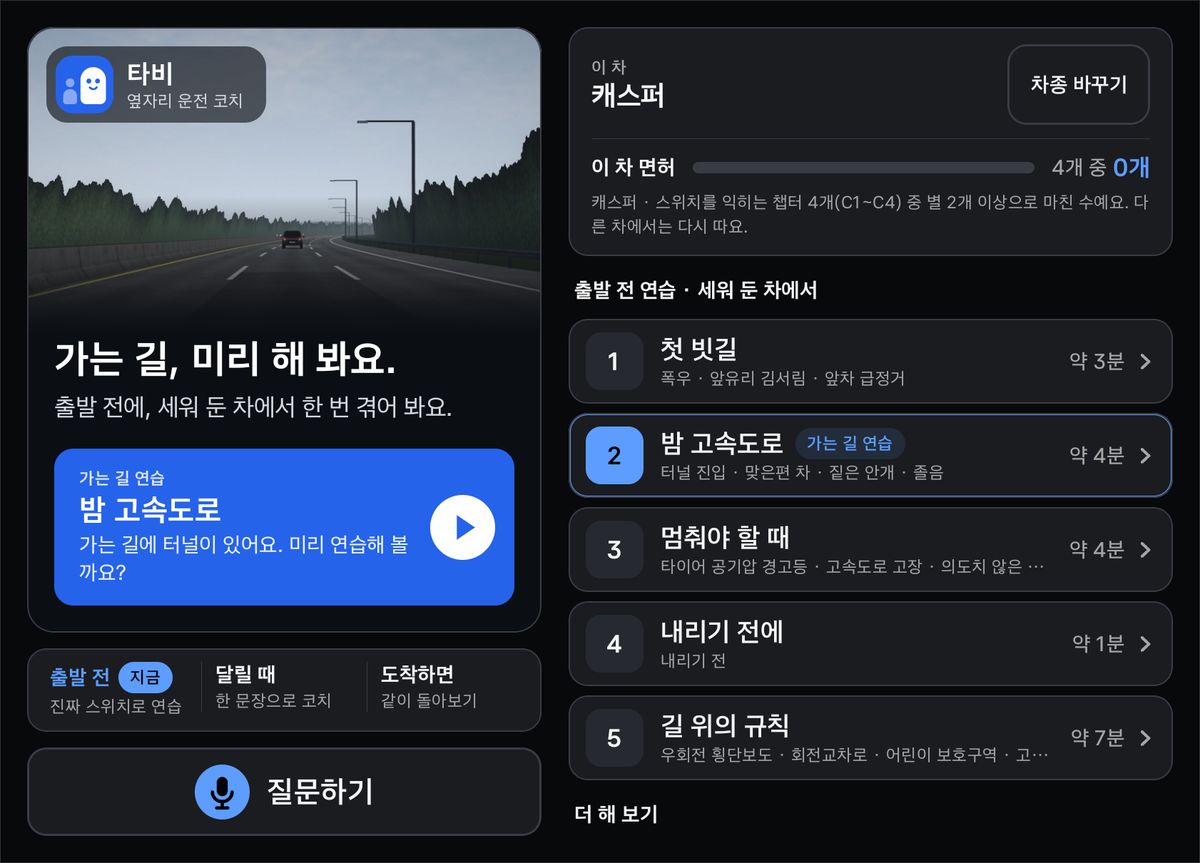 타비
옆자리 운전 코치
가는 길, 미리 해 봐요.
출발 전에, 세워 둔 차에서 한 번 겪어 봐요.
가는 길 연습
밤 고속도로
가는 길에 터널이 있어요. 미리 연습해 볼
까요?
출발 전 지금
진짜 스위치로 연습
달릴 때
한 문장으로 코치
도착하면
같이 돌아보기
질문하기
이 차
캐스퍼
차종 바꾸기
이 차 면허 4개 중 0개
캐스퍼 · 스위치를 익히는 챕터 4개(C1~C4) 중 별 2개 이상으로 마친 수예요. 다
른 차에서는 다시 따요.
출발 전 연습 · 세워 둔 차에서
1 첫 빗길 약 3분
폭우 · 앞유리 김서림 · 앞차 급정거
2 밤 고속도로 가는 길 연습 약 4분
터널 진입 · 맞은편 차 · 짙은 안개 · 졸음
3 멈춰야 할 때 약 4분
타이어 공기압 경고등 · 고속도로 고장 · 의도치 않은 ···
4 내리기 전에 약 1분
내리기 전
5 길 위의 규칙 약 7분
우회전 횡단보도 · 회전교차로 · 어린이 보호구역 · 고···
더 해 보기